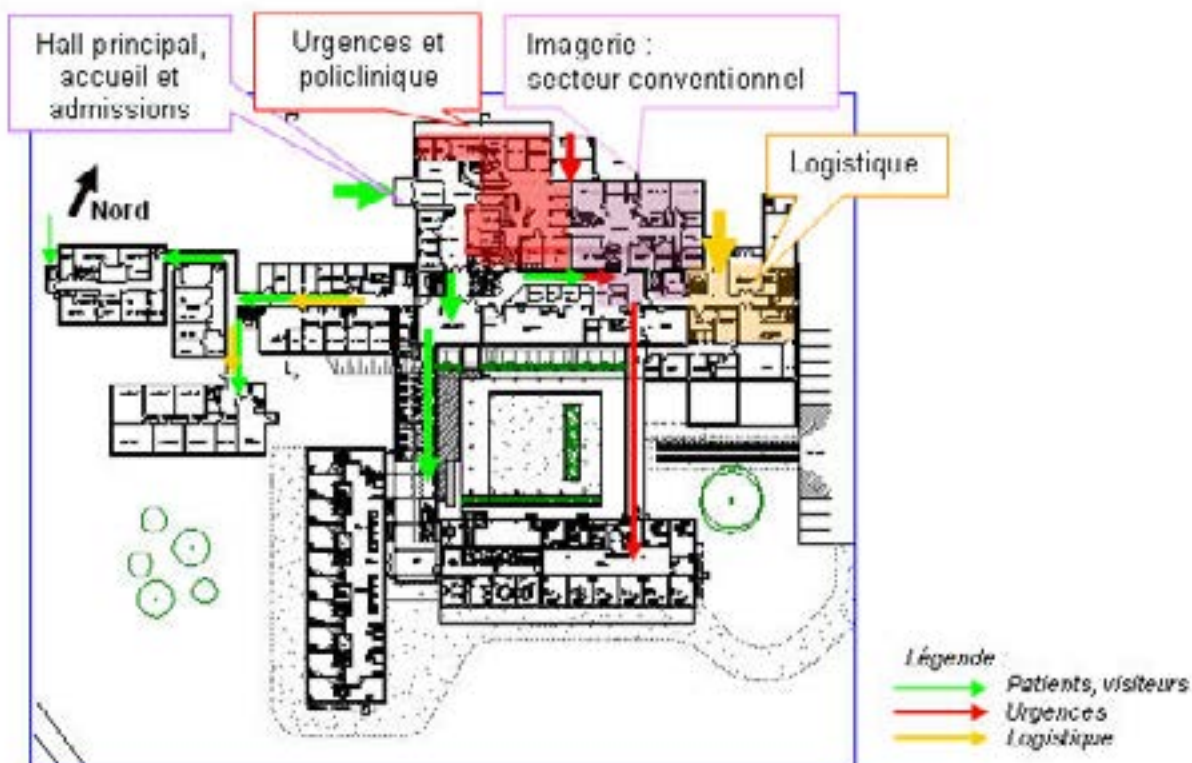 Hall principal,
accueil et
admissions
Urgences et
policlinique
Imagerie :
secteur conventionnel
Logistique
Nord
Légende
Patients, visiteurs
Urgences
Logistique